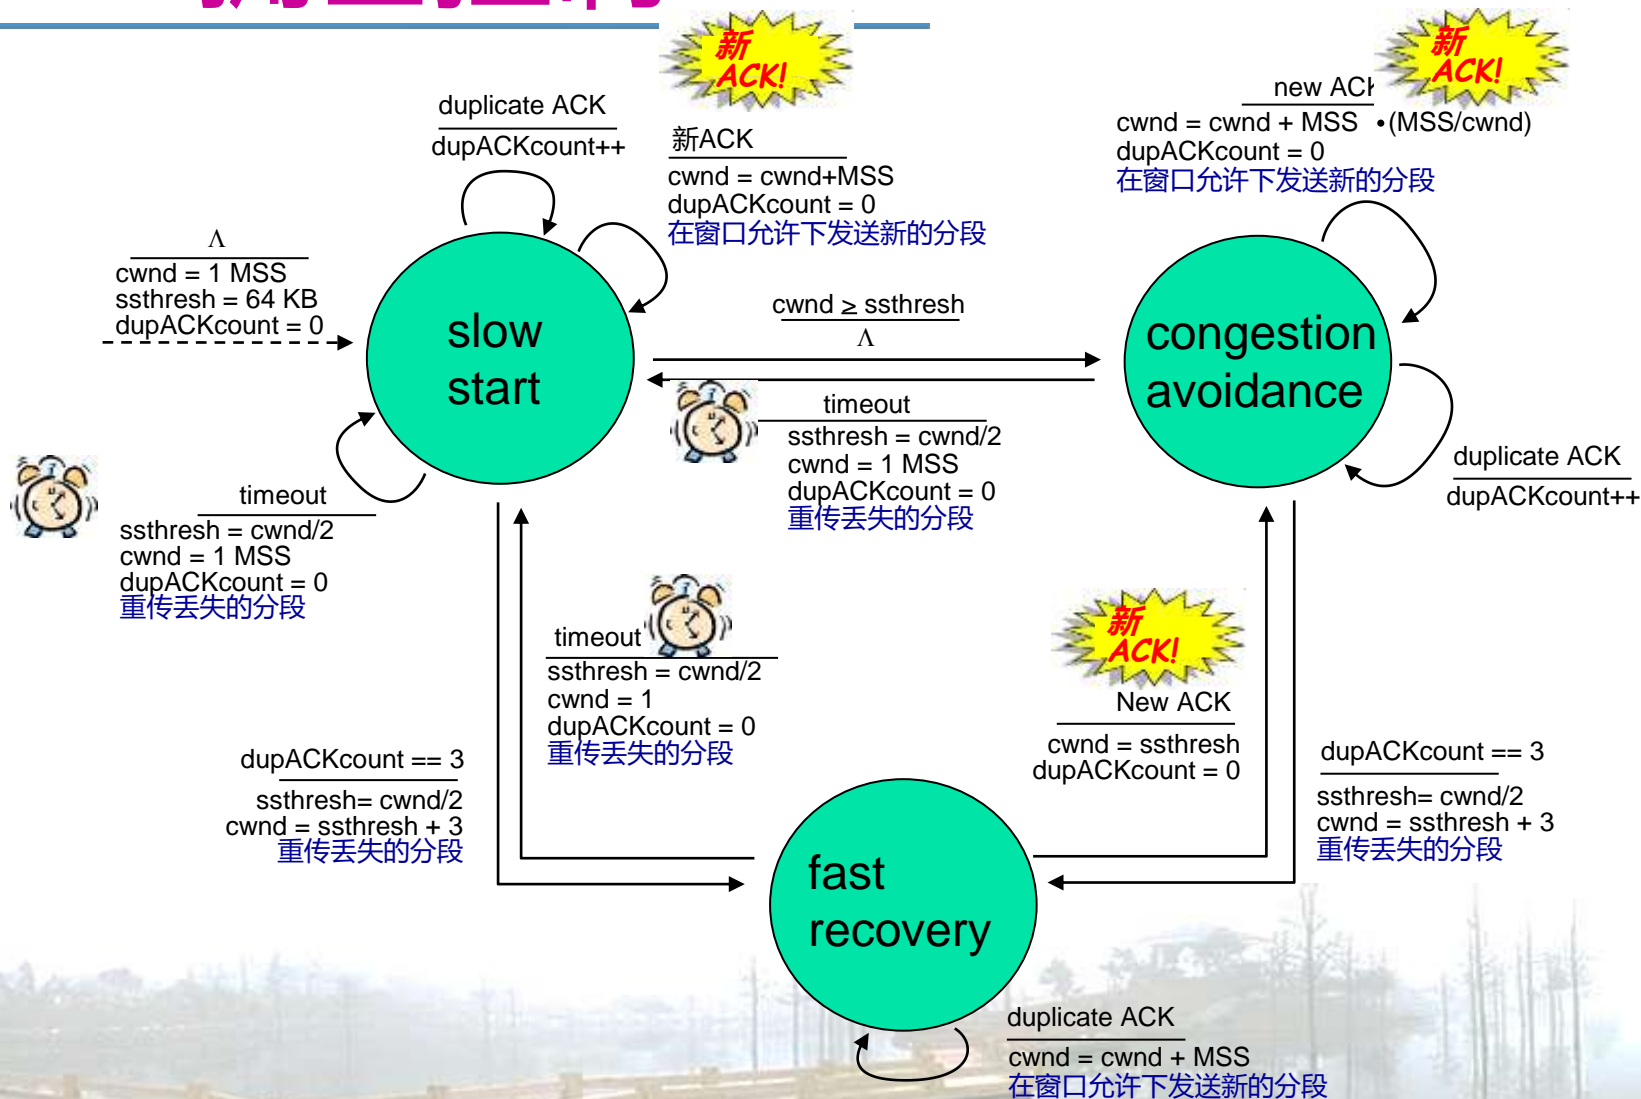 新
ACK!
新
ACK!
duplicate ACK
dupACKcount++
新ACK
cwnd = cwnd+MSS
dupACKcount = 0
在窗口允许下发送新的分段
new ACK
cwnd = cwnd + MSS •(MSS/cwnd)
dupACKcount = 0
在窗口允许下发送新的分段
Λ
cwnd = 1 MSS
ssthresh = 64 KB
dupACKcount = 0
slow
start
cwnd ≥ ssthresh
Λ
congestion
avoidance
timeout
ssthresh = cwnd/2
cwnd = 1 MSS
dupACKcount = 0
重传丢失的分段
duplicate ACK
dupACKcount++
timeout
ssthresh = cwnd/2
cwnd = 1 MSS
dupACKcount = 0
重传丢失的分段
timeout
ssthresh = cwnd/2
cwnd = 1
dupACKcount = 0
重传丢失的分段
新
ACK!
New ACK
cwnd = ssthresh
dupACKcount = 0
dupACKcount == 3
ssthresh= cwnd/2
cwnd = ssthresh + 3
重传丢失的分段
dupACKcount == 3
ssthresh= cwnd/2
cwnd = ssthresh + 3
重传丢失的分段
fast
recovery
duplicate ACK
cwnd = cwnd + MSS
在窗口允许下发送新的分段